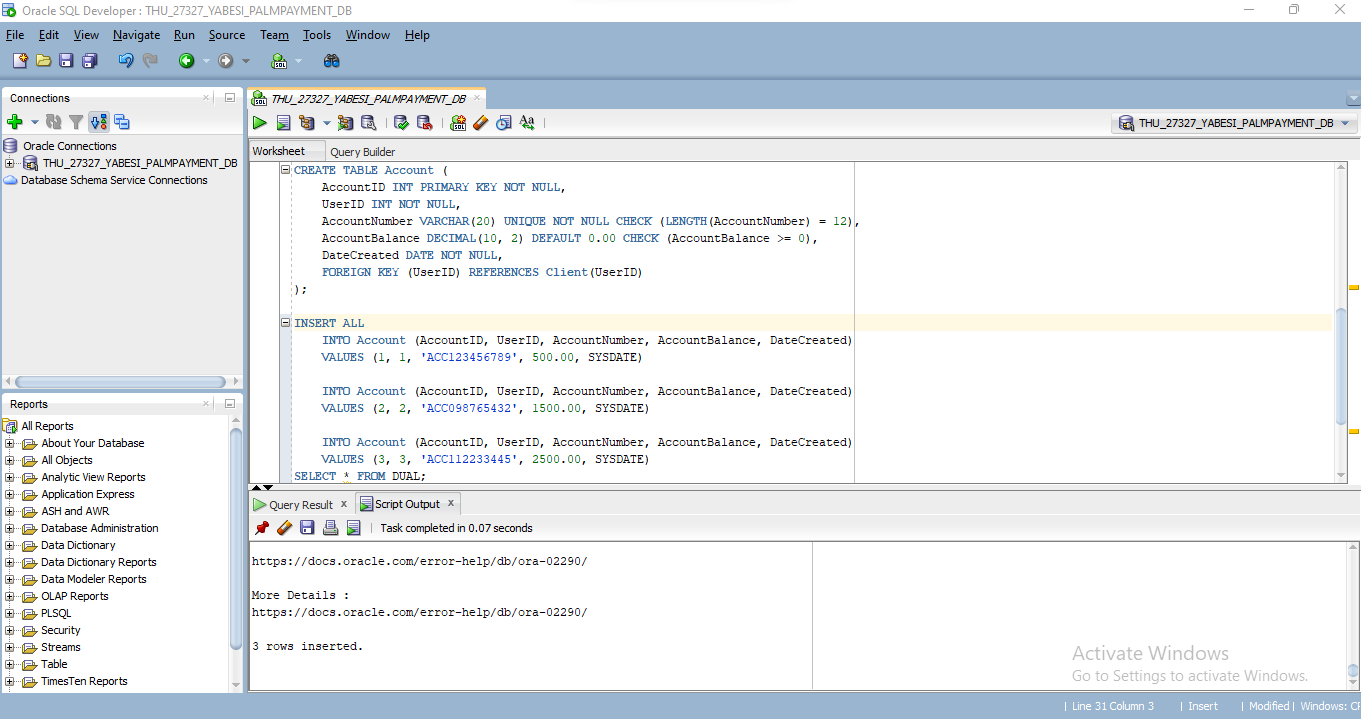 Oracle SQL Developer : THU_27327_YABESI_PALMPAYMENT_DB
File Edit View Navigate Run Source Team Tools Window Help
Connections
Oracle Connections
THU_27327_YABESI_PALMPAYMENT_DB
Database Schema Service Connections
Reports
All Reports
About Your Database
All Objects
Analytic View Reports
Application Express
ASH and AWR
Database Administration
Data Dictionary
Data Dictionary Reports
Data Modeler Reports
OLAP Reports
PLSQL
Security
Streams
Table
TimesTen Reports
THU_27327_YABESI_PALMPAYMENT_DB
THU_27327_YABESI_PALMPAYMENT_DB
Worksheet Query Builder
CREATE TABLE Account (
    AccountID INT PRIMARY KEY NOT NULL,
    UserID INT NOT NULL,
    AccountNumber VARCHAR(20) UNIQUE NOT NULL CHECK (LENGTH(AccountNumber) = 12),
    AccountBalance DECIMAL(10, 2) DEFAULT 0.00 CHECK (AccountBalance >= 0),
    DateCreated DATE NOT NULL,
    FOREIGN KEY (UserID) REFERENCES Client(UserID)
);
INSERT ALL
    INTO Account (AccountID, UserID, AccountNumber, AccountBalance, DateCreated)
    VALUES (1, 1, 'ACC123456789', 500.00, SYSDATE)
    INTO Account (AccountID, UserID, AccountNumber, AccountBalance, DateCreated)
    VALUES (2, 2, 'ACC098765432', 1500.00, SYSDATE)
    INTO Account (AccountID, UserID, AccountNumber, AccountBalance, DateCreated)
    VALUES (3, 3, 'ACC112233445', 2500.00, SYSDATE)
SELECT * FROM DUAL;
Query Result x Script Output x
Task completed in 0.07 seconds
https://docs.oracle.com/error-help/db/ora-02290/
More Details :
https://docs.oracle.com/error-help/db/ora-02290/
3 rows inserted.
Activate Windows
Go to Settings to activate Windows.
| Line 31 Column 3 | Insert | Modified | Windows: CR